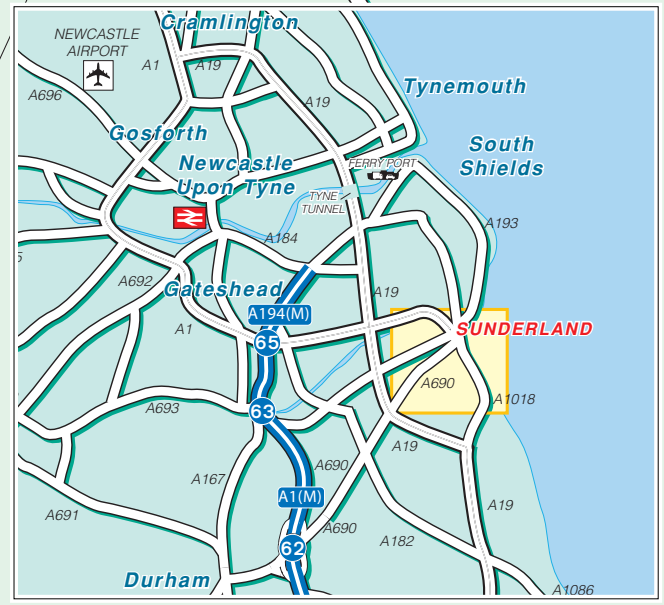 Cramlington
NEWCASTLE
AIRPORT
A1
A19
A696
A19
Tynemouth
Gosforth
South
Shields
Newcastle
Upon Tyne
FERRY PORT
TYNE
TUNNEL
A193
A184
A692
Gateshead
A19
A194(M)
A1
SUNDERLAND
65
A690
A1018
A693
63
A19
A690
A167
A1(M)
A19
A691
A690
A182
62
Durham
A1086